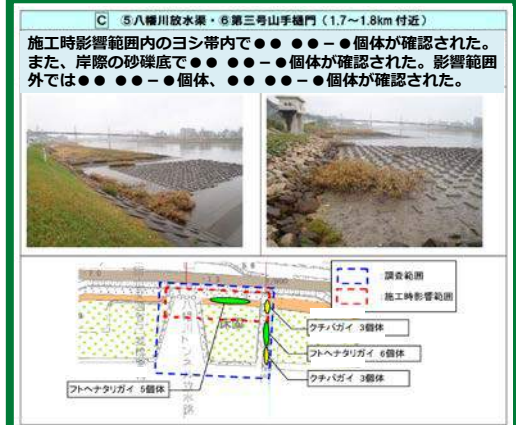 C ⑤八幡川放水渠・⑥第三号山手樋門（1.7～1.8km 付近）
施工時影響範囲内のヨシ帯内で●● ●●－●個体が確認された。
また、岸際の砂礫底で●● ●●－●個体が確認された。影響範囲
外では●● ●●－●個体、●● ●●－●個体が確認された。
調査範囲
施工時影響範囲
クチバガイ 3個体
フトヘナタリガイ 6個体
クチバガイ 3個体
フトヘナタリガイ 5個体